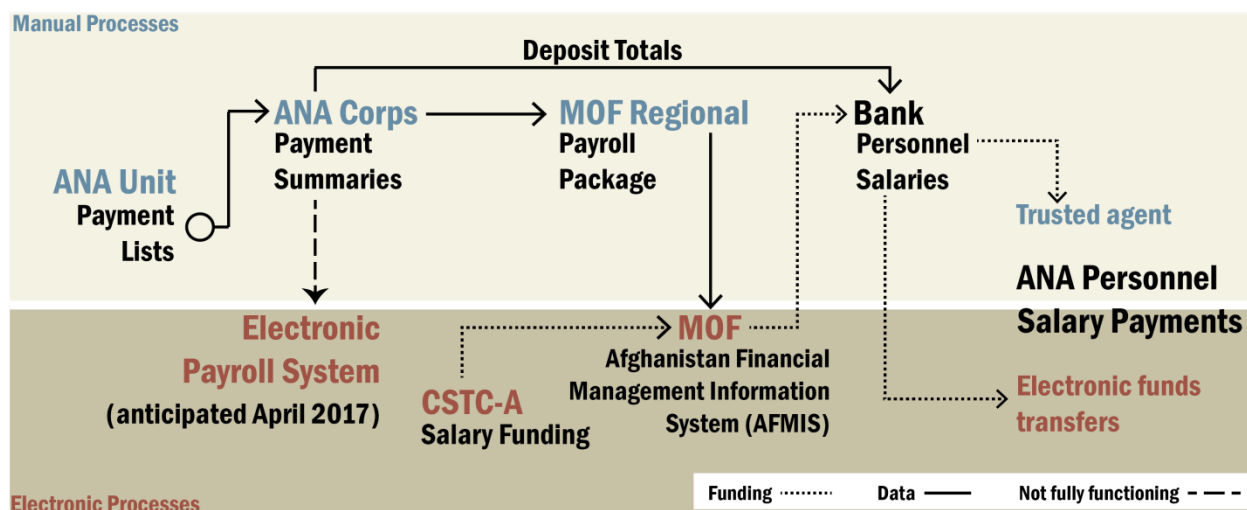 Manual Processes
Deposit Totals
ANA Corps
Payment
Summaries
MOF Regional
Payroll
Package
Bank
Personnel
Salaries
ANA Unit
Payment
Lists
Trusted agent
ANA Personnel
Salary Payments
Electronic
Payroll System
(anticipated April 2017)
CSTC-A
Salary Funding
MOF
Afghanistan Financial
Management Information
System (AFMIS)
Electronic funds
transfers
Electronic Processes
Funding
Data
Not fully functioning